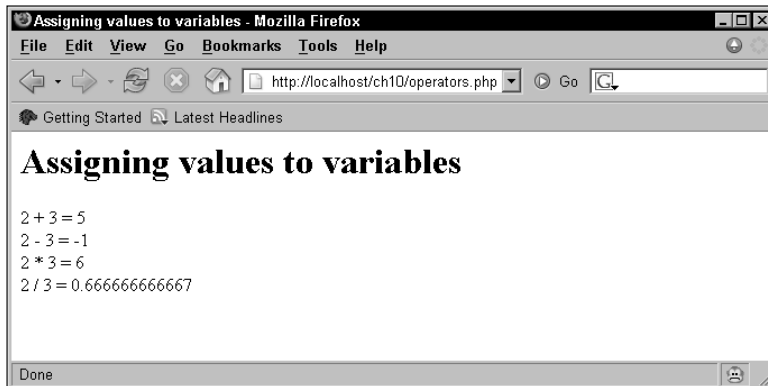 Assigning values to variables - Mozilla Firefox
File Edit View Go Bookmarks Tools Help
http://localhost/ch10/operators.php Go G
Getting Started Latest Headlines
Assigning values to variables
2 + 3 = 5
2 - 3 = -1
2 * 3 = 6
2 / 3 = 0.666666666667
Done